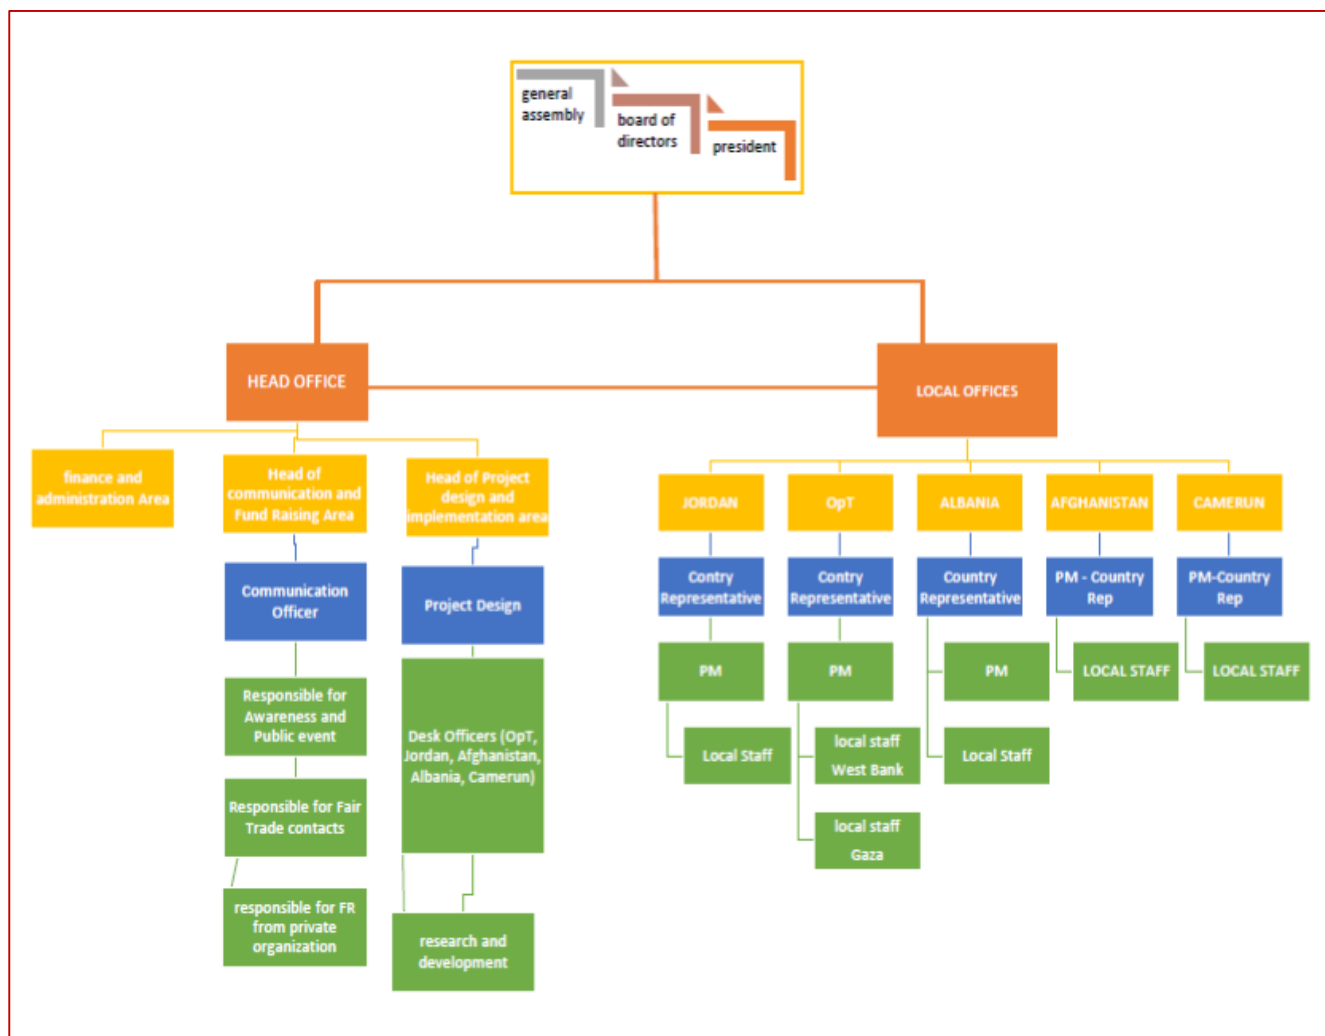 general
assembly
board of
directors
president
HEAD OFFICE
LOCAL OFFICES
finance and
administration Area
Head of
communication and
Fund Raising Area
Head of Project
design and
implementation area
Communication
Officer
Project Design
Responsible for
Awareness and
Public event
Desk Officers (OpT,
Jordan, Afghanistan,
Albania, Camerun)
Responsible for Fair
Trade contacts
responsible for FR
from private
organization
research and
development
JORDAN
OpT
ALBANIA
AFGHANISTAN
CAMERUN
Contry
Representative
Contry
Representative
Country
Representative
PM - Country
Rep
PM-Country
Rep
PM
PM
PM
LOCAL STAFF
LOCAL STAFF
Local Staff
local staff
West Bank
Local Staff
local staff
Gaza